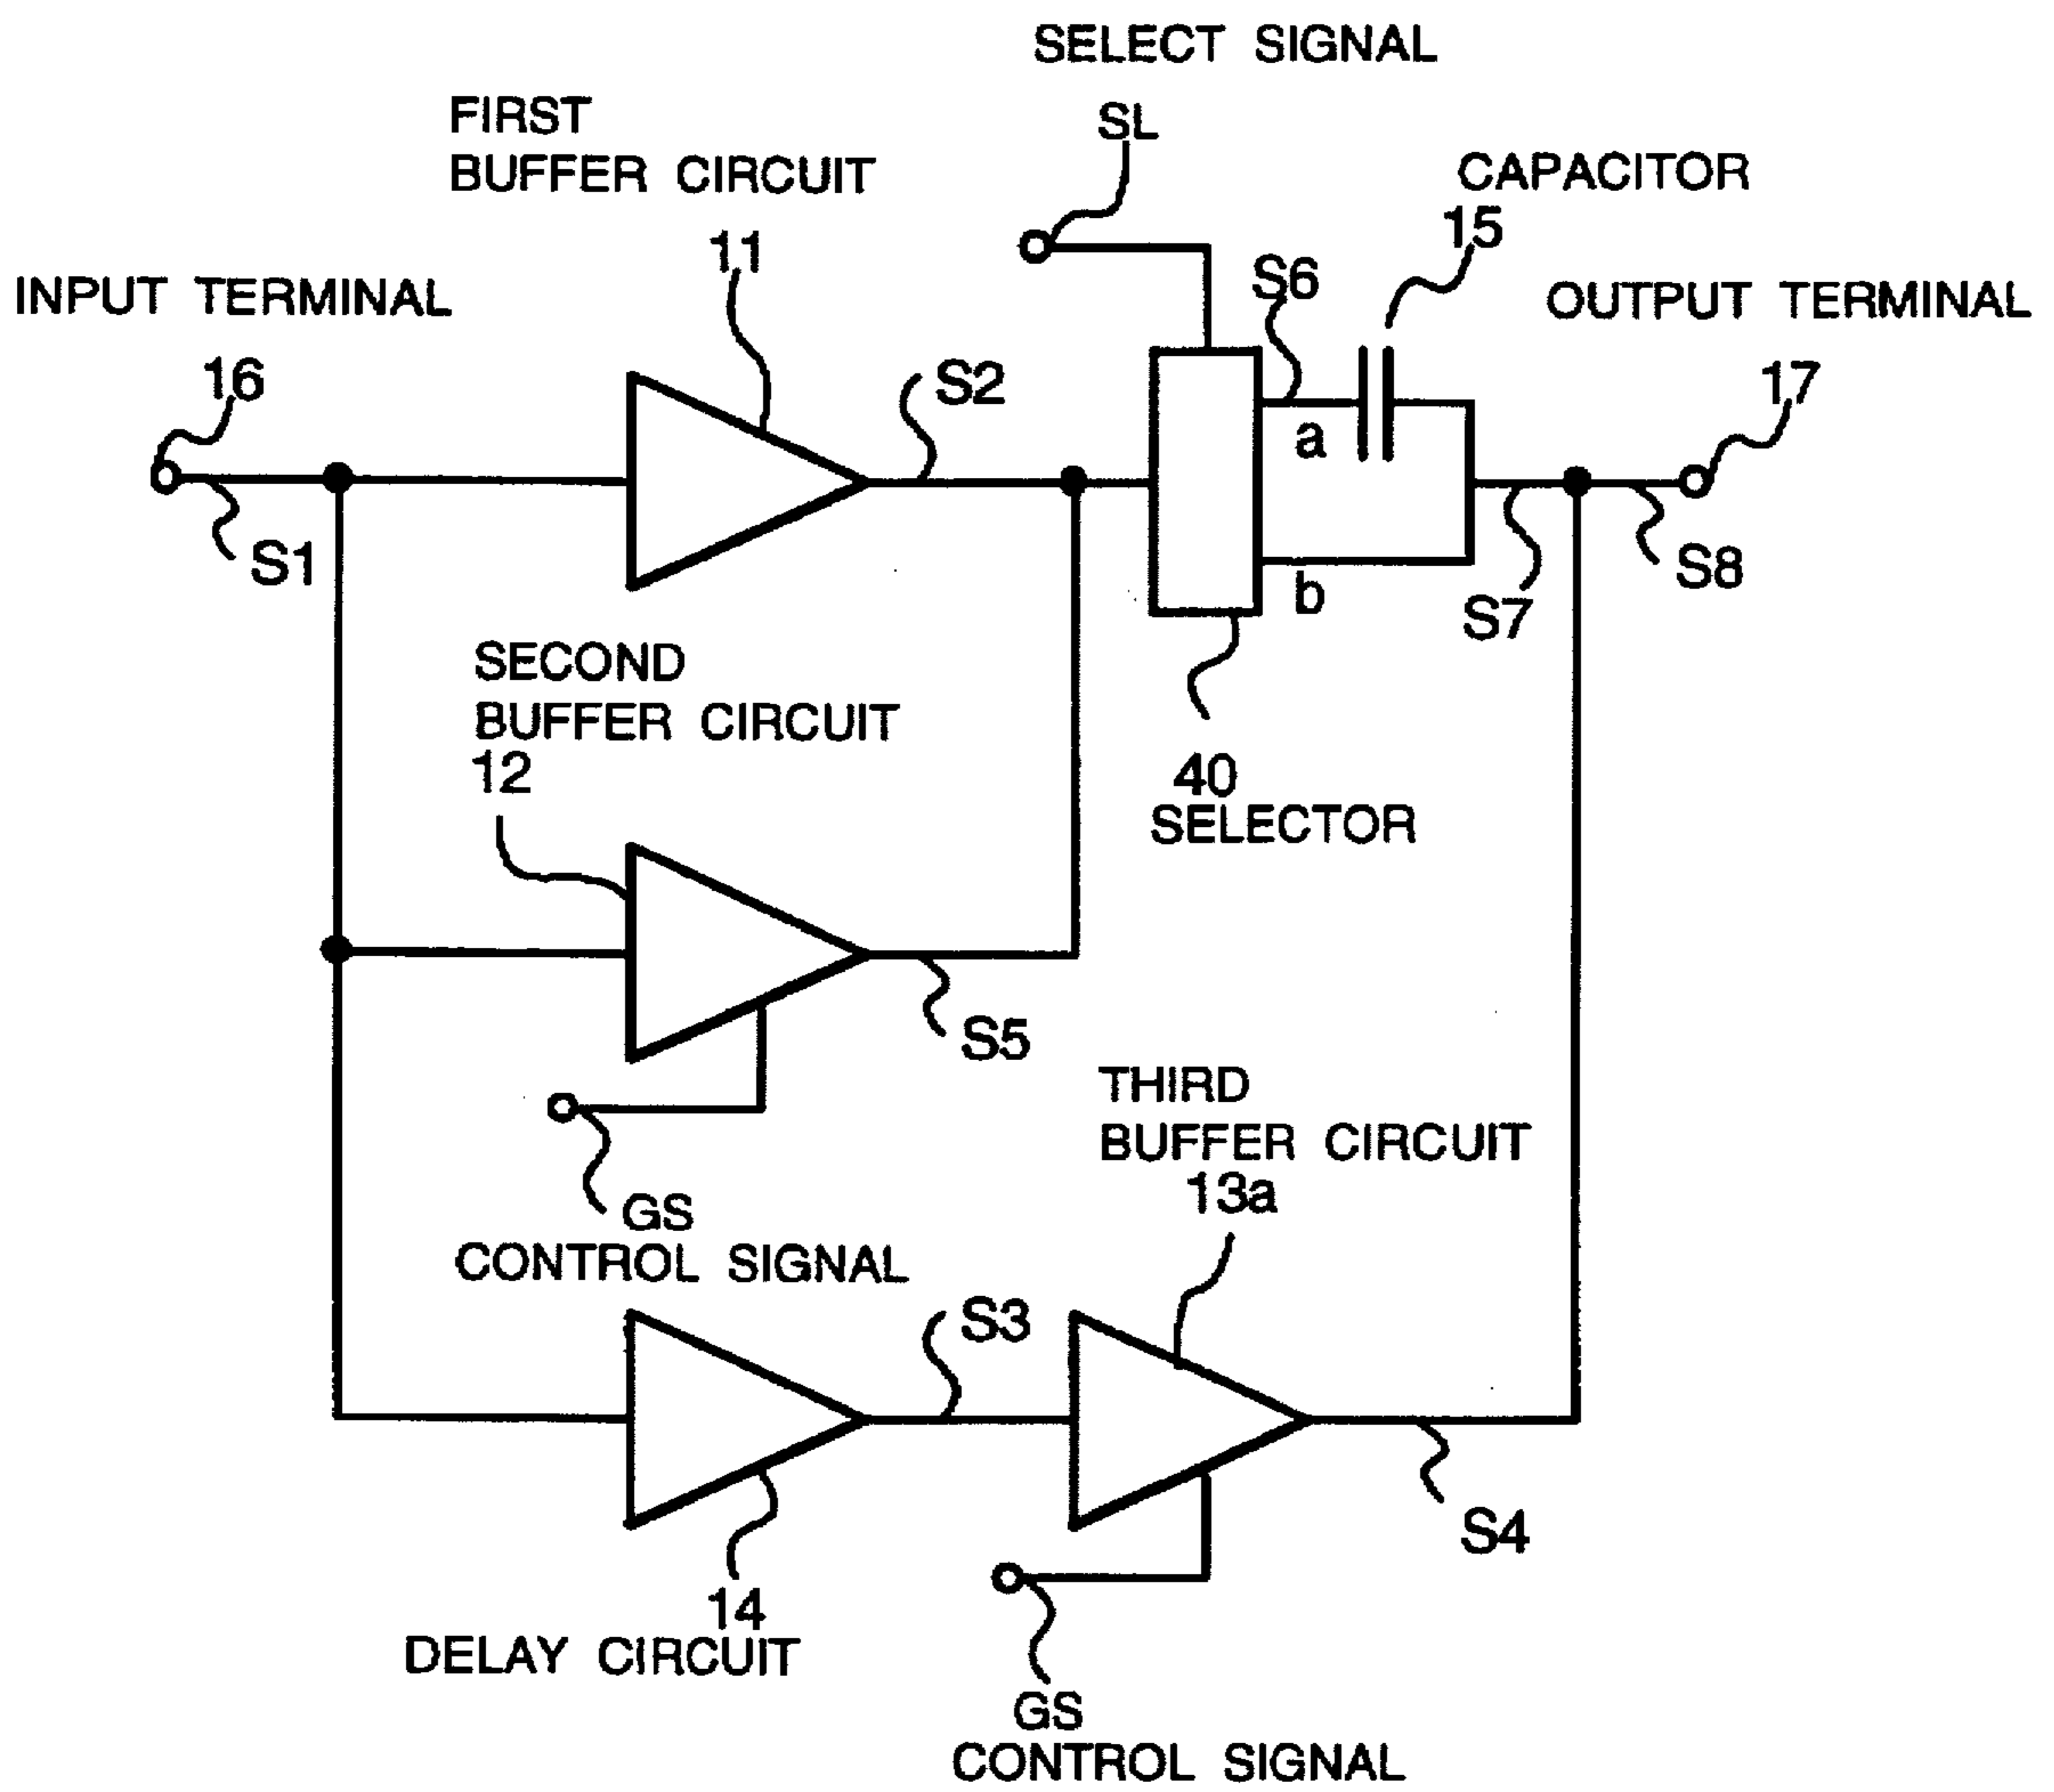 SELECT SIGNAL
SL
FIRST
BUFFER CIRCUIT
11
CAPACITOR
15
INPUT TERMINAL
16
S6
OUTPUT TERMINAL
17
S2
a
S1
b
S7
S8
SECOND
BUFFER CIRCUIT
12
40
SELECTOR
S5
THIRD
BUFFER CIRCUIT
13a
GS
CONTROL SIGNAL
S3
S4
14
DELAY CIRCUIT
GS
CONTROL SIGNAL